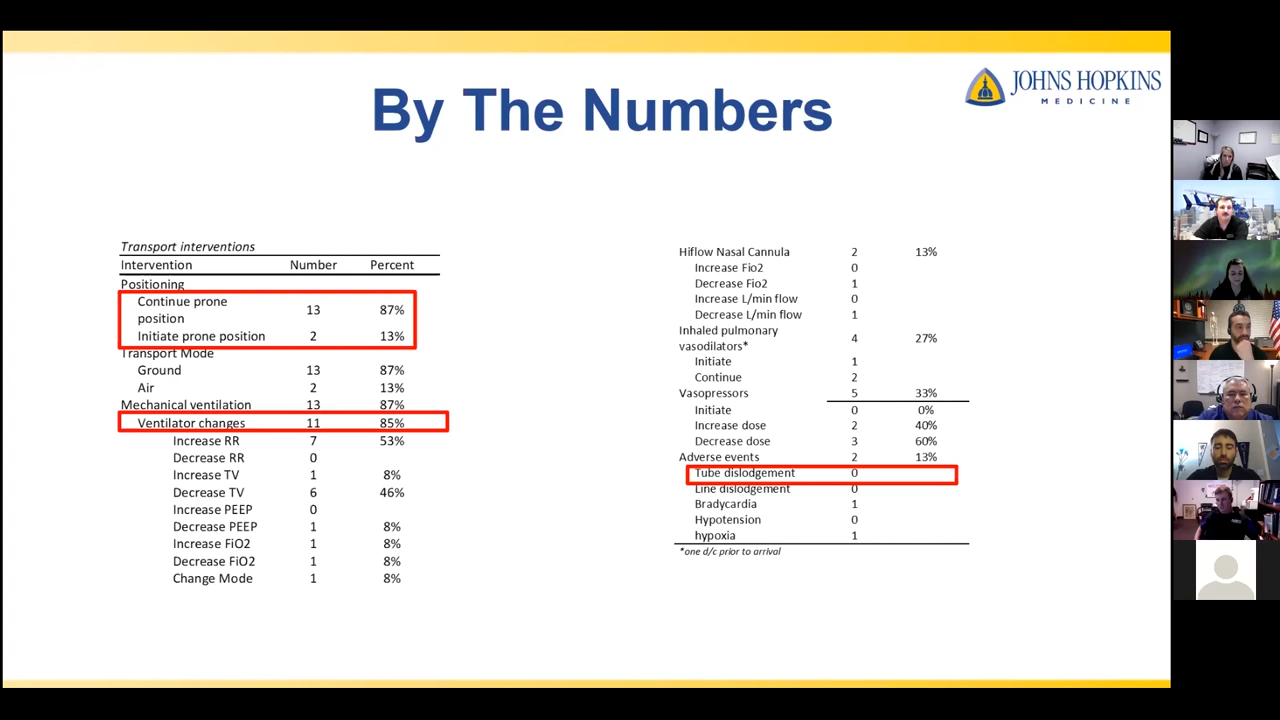 By The Numbers
JOHNS HOPKINS
MEDICINE
Transport interventions
Intervention Number Percent
Positioning
Continue prone
position 13 87%
Initiate prone position 2 13%
Transport Mode
Ground 13 87%
Air 2 13%
Mechanical ventilation 13 87%
Ventilator changes 11 85%
Increase RR 7 53%
Decrease RR 0
Increase TV 1 8%
Decrease TV 6 46%
Increase PEEP 0
Decrease PEEP 1 8%
Increase FiO2 1 8%
Decrease FiO2 1 8%
Change Mode 1 8%
Hiflow Nasal Cannula 2 13%
Increase Fio2 0
Decrease Fio2 1
Increase L/min flow 0
Decrease L/min flow 1
Inhaled pulmonary
vasodilators* 4 27%
Initiate 1
Continue 2
Vasopressors 5 33%
Initiate 0 0%
Increase dose 2 40%
Decrease dose 3 60%
Adverse events 2 13%
Tube dislodgement 0
Line dislodgement 0
Bradycardia 1
Hypotension 0
hypoxia 1
*one d/c prior to arrival